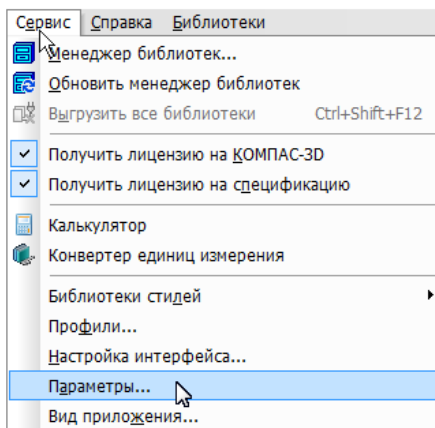 Сервис Справка Библиотеки
Менеджер библиотек...
Обновить менеджер библиотек
Выгрузить все библиотеки Ctrl+Shift+F12
Получить лицензию на КОМПАС-3D
Получить лицензию на спецификацию
Калькулятор
Конвертер единиц измерения
Библиотеки стилей
Профили...
Настройка интерфейса...
Параметры...
Вид приложения...